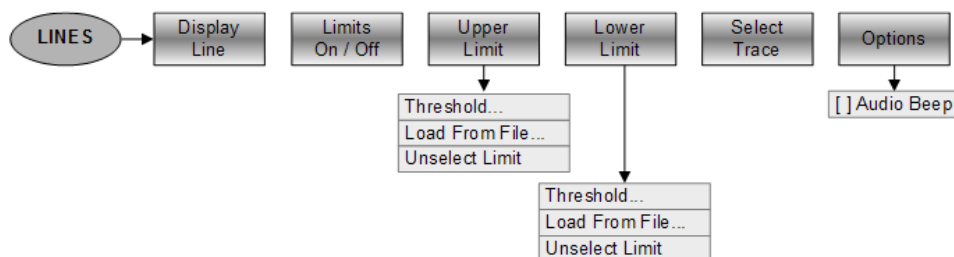 LINES
Display
Line
Limits
On / Off
Upper
Limit
Lower
Limit
Select
Trace
Options
Threshold...
Load From File...
Unselect Limit
Threshold...
Load From File...
Unselect Limit
[ ] Audio Beep